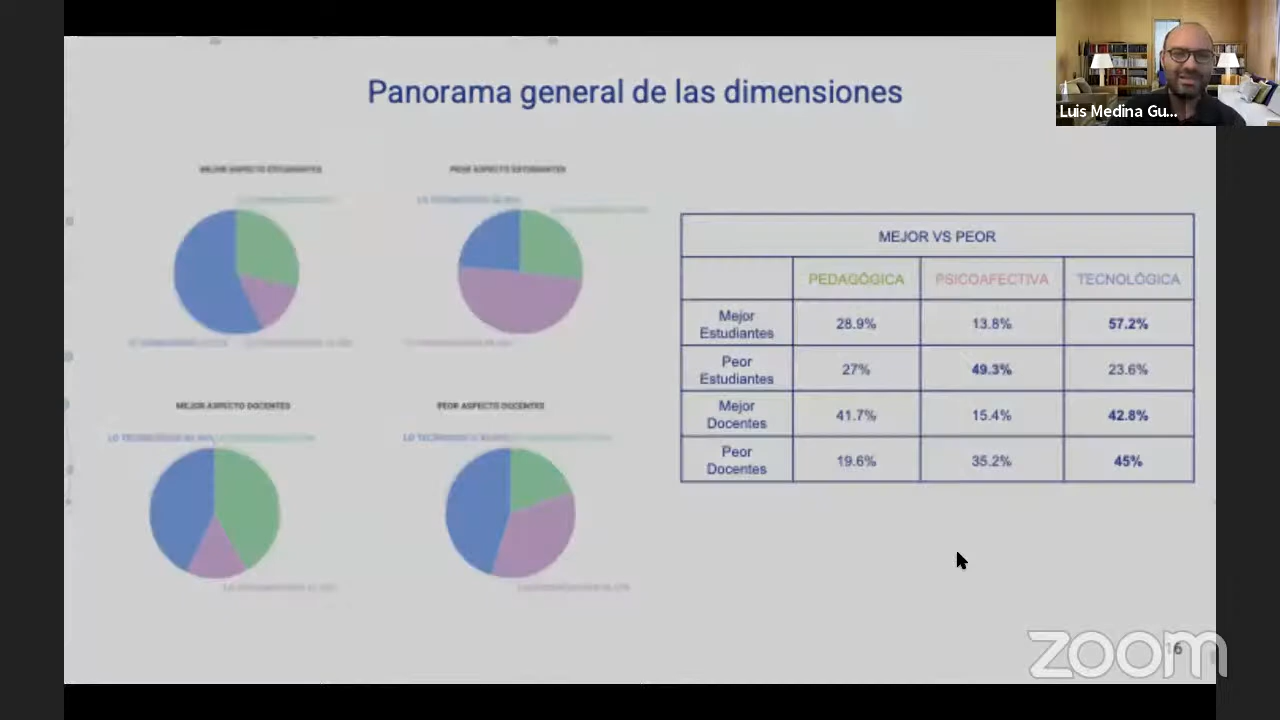 Panorama general de las dimensiones
Luis Medina Gu...
MEJOR ASPECTO ESTUDIANTES
PEOR ASPECTO ESTUDIANTES
MEJOR ASPECTO DOCENTES
PEOR ASPECTO DOCENTES
MEJOR VS PEOR
PEDAGÓGICA PSICOAFECTIVA TECNOLÓGICA
Mejor
Estudiantes 28.9% 13.8% 57.2%
Peor
Estudiantes 27% 49.3% 23.6%
Mejor
Docentes 41.7% 15.4% 42.8%
Peor
Docentes 19.6% 35.2% 45%
zoom
16